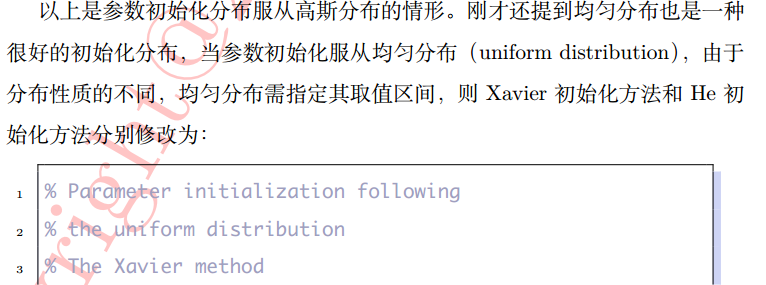 以上是参数初始化分布服从高斯分布的情形。刚才还提到均匀分布也是一种
很好的初始化分布，当参数初始化服从均匀分布（uniform distribution），由于
分布性质的不同，均匀分布需指定其取值区间，则 Xavier 初始化方法和 He 初
始化方法分别修改为：
1 % Parameter initialization following
2 % the uniform distribution
3 % The Xavier method
right@